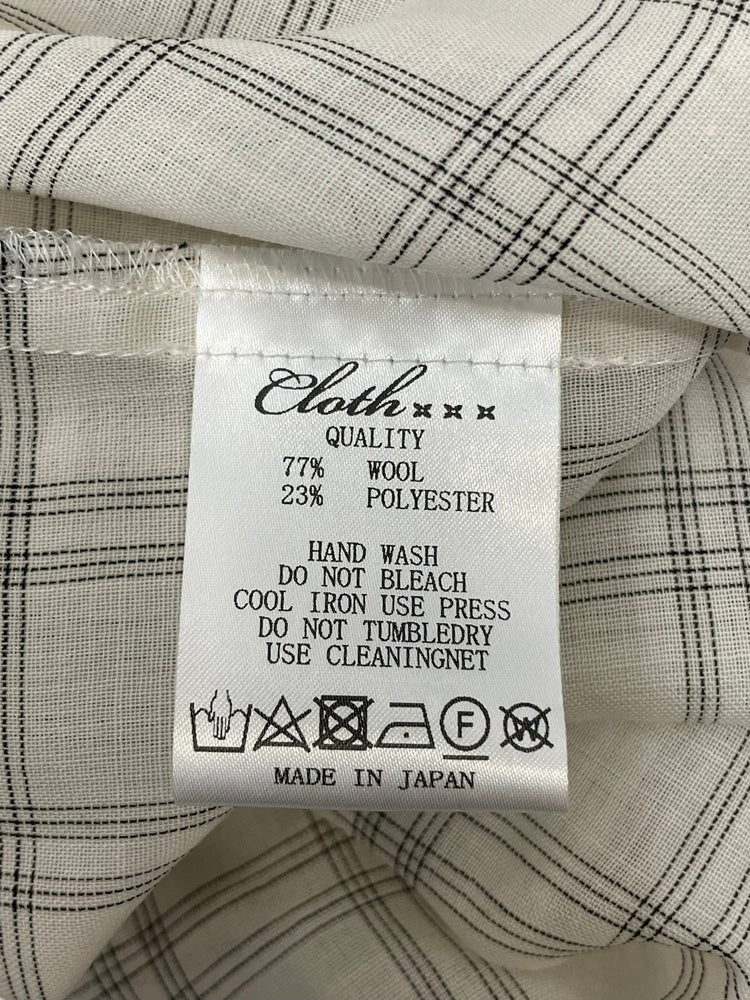 Cloth×××
QUALITY
77% WOOL
23% POLYESTER
HAND WASH
DO NOT BLEACH
COOL IRON USE PRESS
DO NOT TUMBLEDRY
USE CLEANINGNET
F W
MADE IN JAPAN